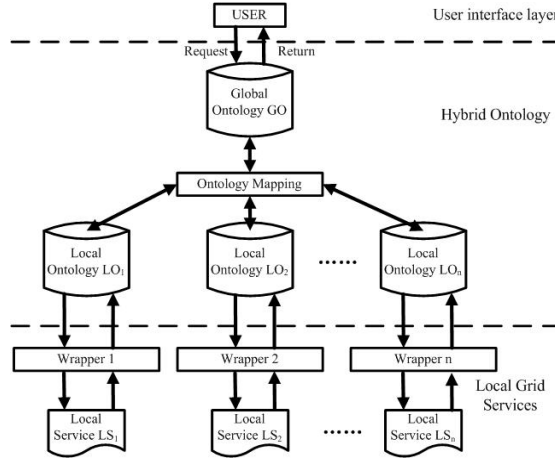 USER
User interface layer
Request
Return
Global
Ontology GO
Hybrid Ontology
Ontology Mapping
Local
Ontology LO₁
Local
Ontology LO₂
......
Local
Ontology LOₙ
Wrapper 1
Wrapper 2
Wrapper n
Local Grid
Services
Local
Service LS₁
Local
Service LS₂
......
Local
Service LSₙ